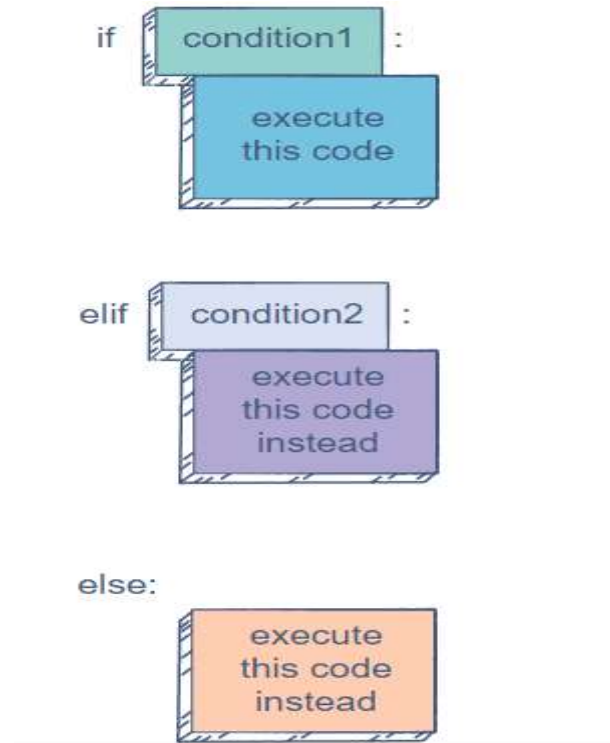 if condition1 :
execute
this code
elif condition2 :
execute
this code
instead
else:
execute
this code
instead